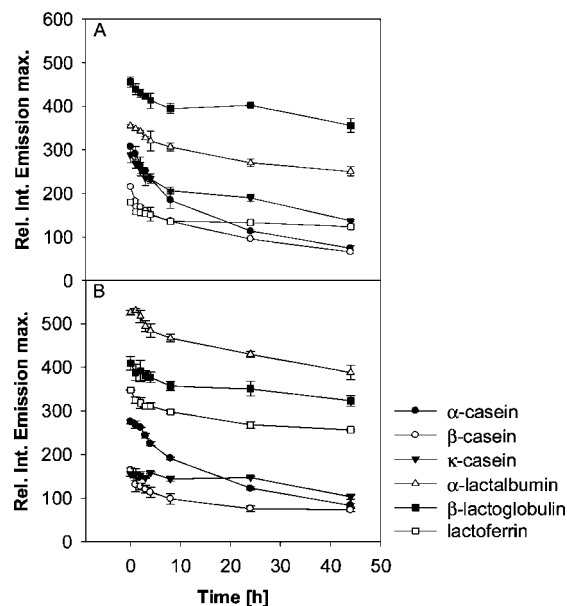 A
Rel. Int. Emission max.
600
500
400
300
200
100
0
B
Rel. Int. Emission max.
500
400
300
200
100
0
0 10 20 30 40 50
Time [h]
α-casein
β-casein
κ-casein
α-lactalbumin
β-lactoglobulin
lactoferrin